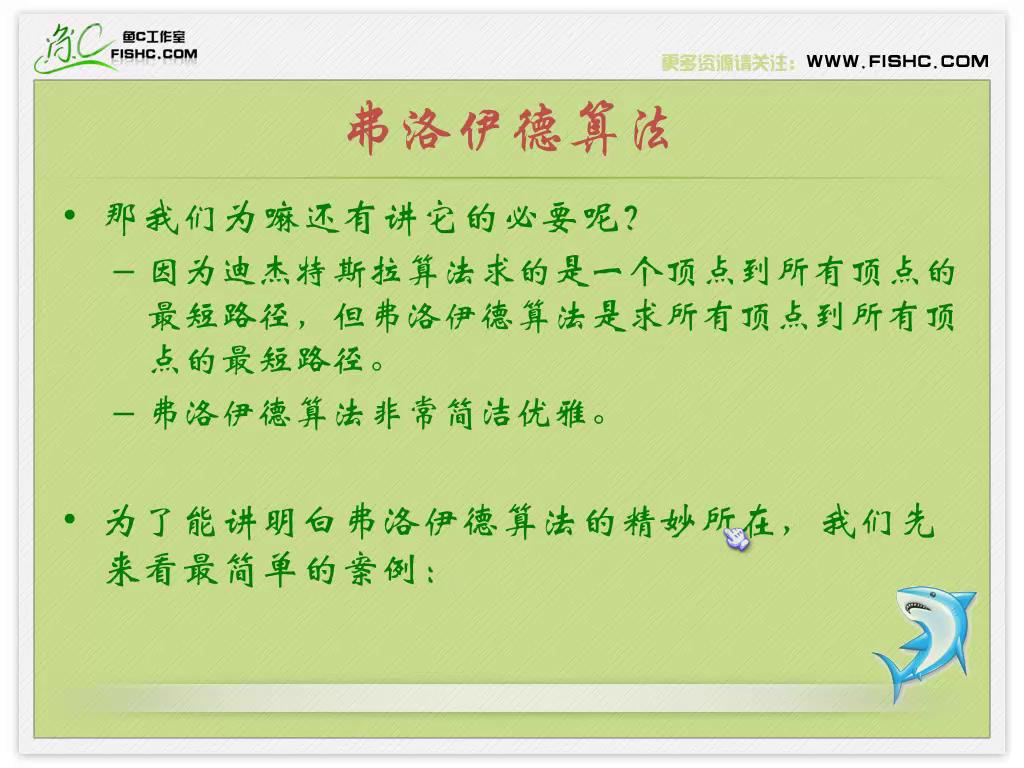 鱼C
鱼C工作室
FISHC.COM
更多资源请关注：WWW.FISHC.COM
弗洛伊德算法
• 那我们为嘛还有讲它的必要呢？
– 因为迪杰特斯拉算法求的是一个顶点到所有顶点的
最短路径，但弗洛伊德算法是求所有顶点到所有顶
点的最短路径。
– 弗洛伊德算法非常简洁优雅。
• 为了能讲明白弗洛伊德算法的精妙所在，我们先
来看最简单的案例：